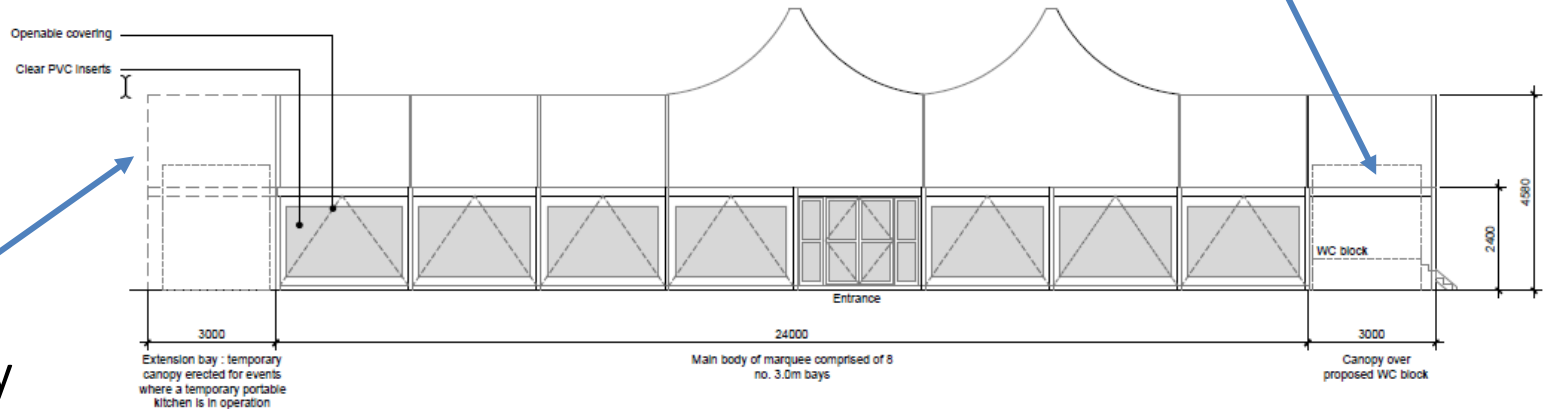 Openable covering
Clear PVC inserts
4580
2400
WC block
Entrance
3000
24000
3000
Extension bay : temporary
canopy erected for events
where a temporary portable
kitchen is in operation
Main body of marquee comprised of 8
no. 3.0m bays
Canopy over
proposed WC block
y